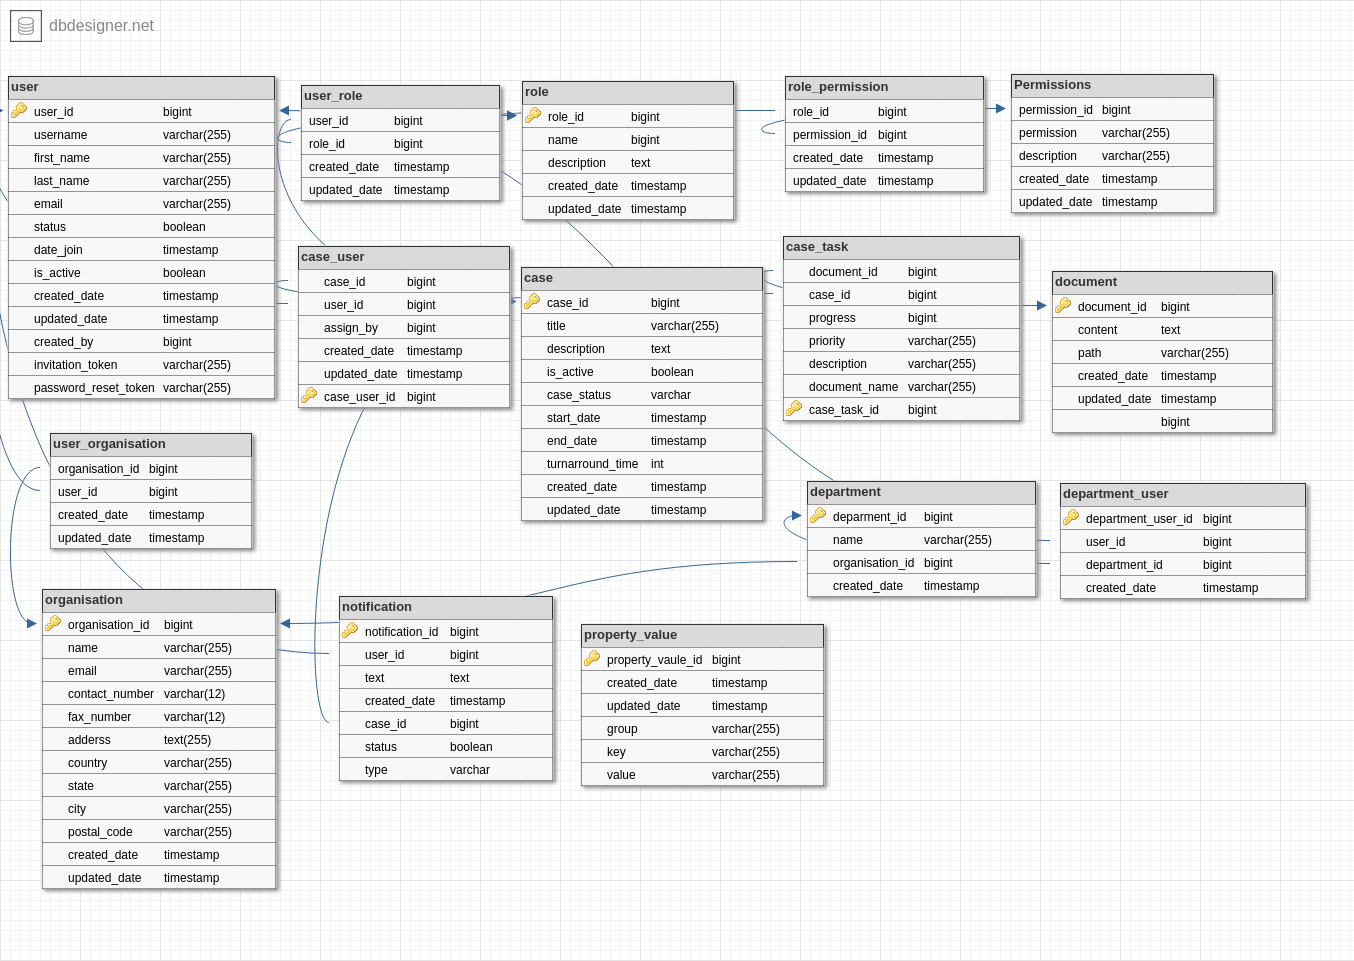 dbdesigner.net
user
user_id bigint
username varchar(255)
first_name varchar(255)
last_name varchar(255)
email varchar(255)
status boolean
date_join timestamp
is_active boolean
created_date timestamp
updated_date timestamp
created_by bigint
invitation_token varchar(255)
password_reset_token varchar(255)
user_role
user_id bigint
role_id bigint
created_date timestamp
updated_date timestamp
role
role_id bigint
name bigint
description text
created_date timestamp
updated_date timestamp
role_permission
role_id bigint
permission_id bigint
created_date timestamp
updated_date timestamp
Permissions
permission_id bigint
permission varchar(255)
description varchar(255)
created_date timestamp
updated_date timestamp
case_user
case_id bigint
user_id bigint
assign_by bigint
created_date timestamp
updated_date timestamp
case_user_id bigint
case
case_id bigint
title varchar(255)
description text
is_active boolean
case_status varchar
start_date timestamp
end_date timestamp
turnarround_time int
created_date timestamp
updated_date timestamp
case_task
document_id bigint
case_id bigint
progress bigint
priority varchar(255)
description varchar(255)
document_name varchar(255)
case_task_id bigint
document
document_id bigint
content text
path varchar(255)
created_date timestamp
updated_date timestamp
bigint
user_organisation
organisation_id bigint
user_id bigint
created_date timestamp
updated_date timestamp
department
deparment_id bigint
name varchar(255)
organisation_id bigint
created_date timestamp
department_user
department_user_id bigint
user_id bigint
department_id bigint
created_date timestamp
organisation
organisation_id bigint
name varchar(255)
email varchar(255)
contact_number varchar(12)
fax_number varchar(12)
adderss text(255)
country varchar(255)
state varchar(255)
city varchar(255)
postal_code varchar(255)
created_date timestamp
updated_date timestamp
notification
notification_id bigint
user_id bigint
text text
created_date timestamp
case_id bigint
status boolean
type varchar
property_value
property_vaule_id bigint
created_date timestamp
updated_date timestamp
group varchar(255)
key varchar(255)
value varchar(255)